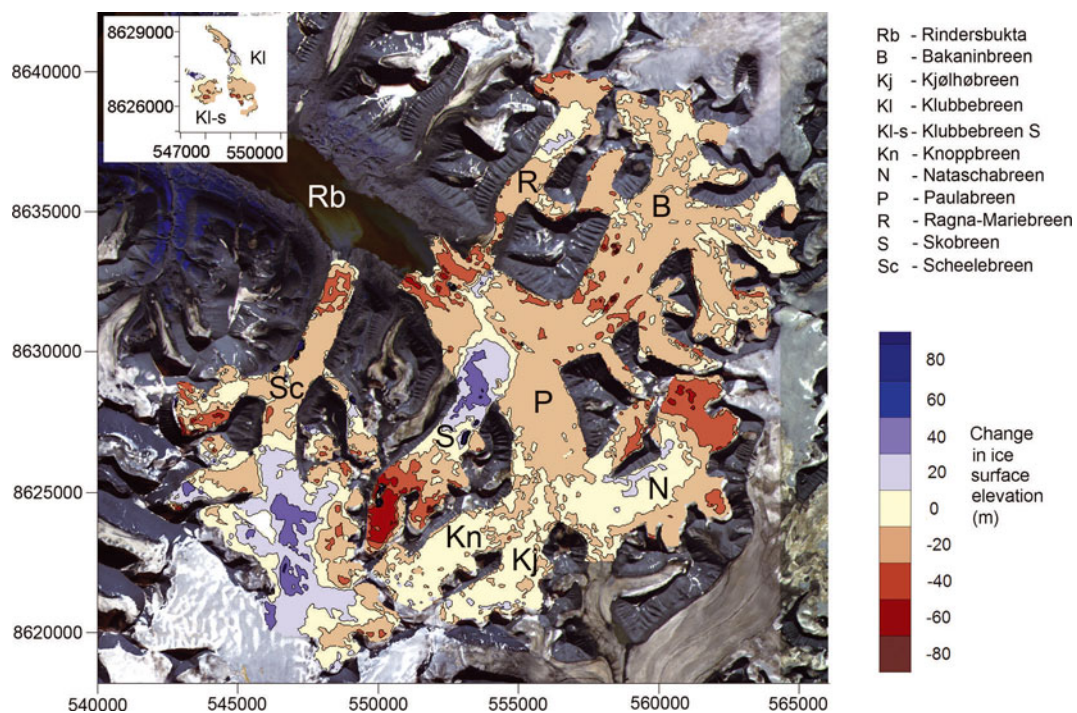 8629000
Kl
8626000
Kl-s
547000 550000
8640000
8635000
8630000
8625000
8620000
540000 545000 550000 555000 560000 565000
Rb
R
B
Sc
P
S
N
Kn
Kj
Rb - Rindersbukta
B - Bakaninbreen
Kj - Kjølhøbreen
Kl - Klubbebreen
Kl-s - Klubbebreen S
Kn - Knoppbreen
N - Nataschabreen
P - Paulabreen
R - Ragna-Mariebreen
S - Skobreen
Sc - Scheelebreen
80
60
40
20
0
-20
-40
-60
-80
Change
in ice
surface
elevation
(m)